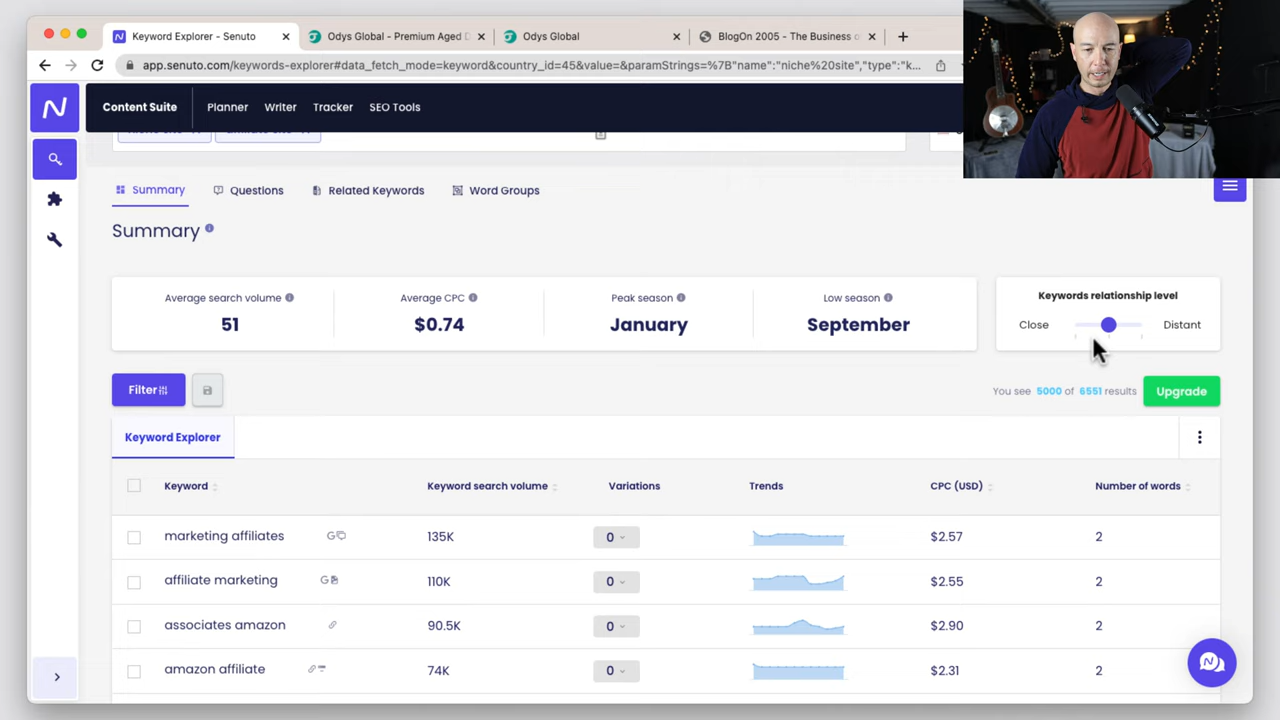 Keyword Explorer - Senuto
Odys Global - Premium Aged D
Odys Global
BlogOn 2005 - The Business of
app.senuto.com/keywords-explorer#data_fetch_mode=keyword&country_id=45&value=&paramStrings=%7B"name":"niche%20site","type":"k...
Content Suite
Planner
Writer
Tracker
SEO Tools
Summary
Questions
Related Keywords
Word Groups
Summary
Average search volume
51
Average CPC
$0.74
Peak season
January
Low season
September
Keywords relationship level
Close
Distant
Filter
You see 5000 of 6551 results
Upgrade
Keyword Explorer
Keyword
Keyword search volume
Variations
Trends
CPC (USD)
Number of words
marketing affiliates
135K
0
$2.57
2
affiliate marketing
110K
0
$2.55
2
associates amazon
90.5K
0
$2.90
2
amazon affiliate
74K
0
$2.31
2